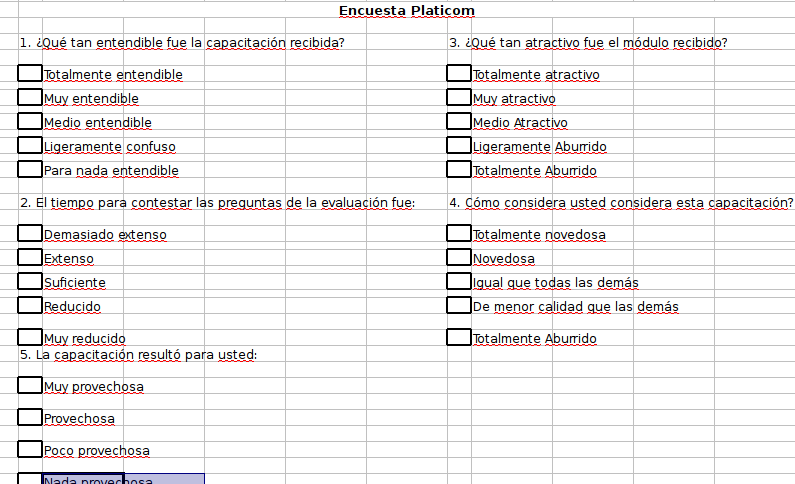 Encuesta Platicom
1. ¿Qué tan entendible fue la capacitación recibida?
Totalmente entendible
Muy entendible
Medio entendible
Ligeramente confuso
Para nada entendible
2. El tiempo para contestar las preguntas de la evaluación fue:
Demasiado extenso
Extenso
Suficiente
Reducido
Muy reducido
5. La capacitación resultó para usted:
Muy provechosa
Provechosa
Poco provechosa
Nada provechosa
3. ¿Qué tan atractivo fue el módulo recibido?
Totalmente atractivo
Muy atractivo
Medio Atractivo
Ligeramente Aburrido
Totalmente Aburrido
4. Cómo considera usted considera esta capacitación?
Totalmente novedosa
Novedosa
Igual que todas las demás
De menor calidad que las demás
Totalmente Aburrido